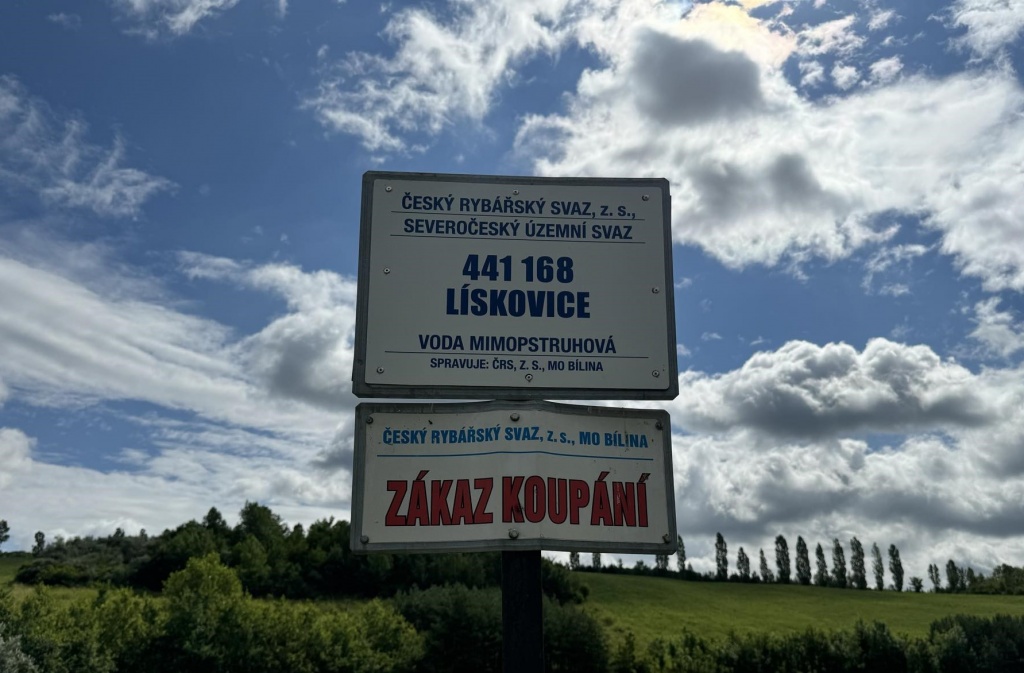 ČESKÝ RYBÁŘSKÝ SVAZ, z. s.,
SEVEROČESKÝ ÚZEMNÍ SVAZ
441 168
LÍSKOVICE
VODA MIMOPSTRUHOVÁ
SPRAVUJE: ČRS, Z. S., MO BÍLINA
ČESKÝ RYBÁŘSKÝ SVAZ, z. s., MO BÍLINA
ZÁKAZ KOUPÁNÍ